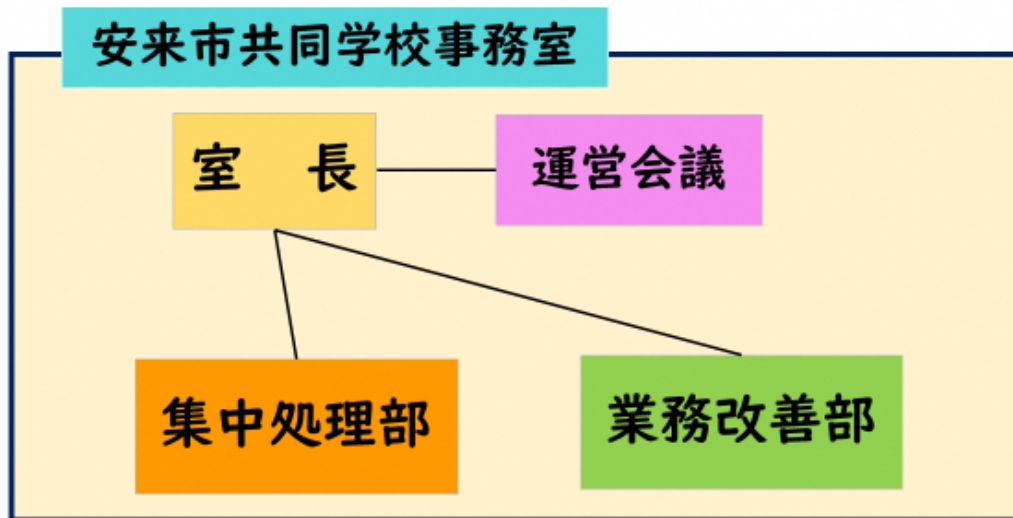 安来市共同学校事務室
室　長
運営会議
集中処理部
業務改善部